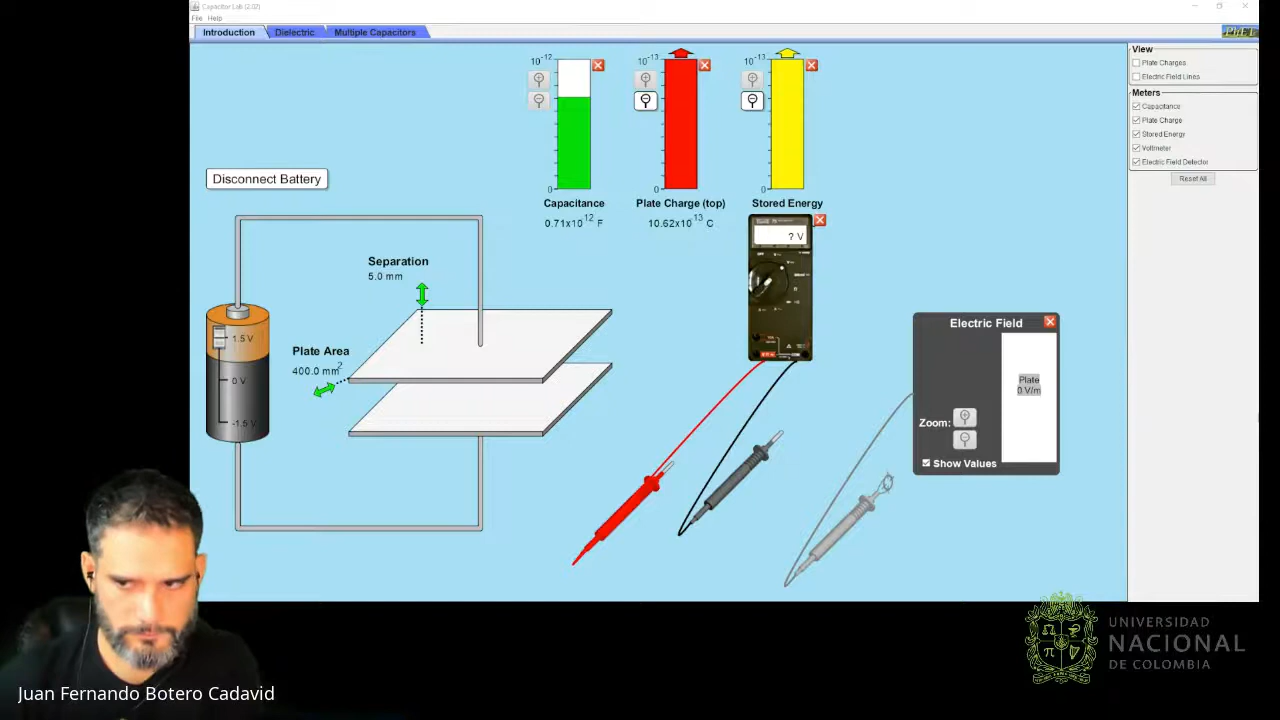 Capacitor Lab (2.02)
File Help
Introduction
Dielectric
Multiple Capacitors
PhET
10-12
0
Capacitance
0.71x10 12 F
10-13
0
Plate Charge (top)
10.62x10 13 C
10-13
0
Stored Energy
Disconnect Battery
Separation
5.0 mm
Plate Area
400.0 mm2
1.5 V
0 V
-1.5 V
? V
Electric Field
Plate
0 V/m
Zoom:
Show Values
View
Plate Charges
Electric Field Lines
Meters
Capacitance
Plate Charge
Stored Energy
Voltmeter
Electric Field Detector
Reset All
UNIVERSIDAD
NACIONAL
DE COLOMBIA
Juan Fernando Botero Cadavid